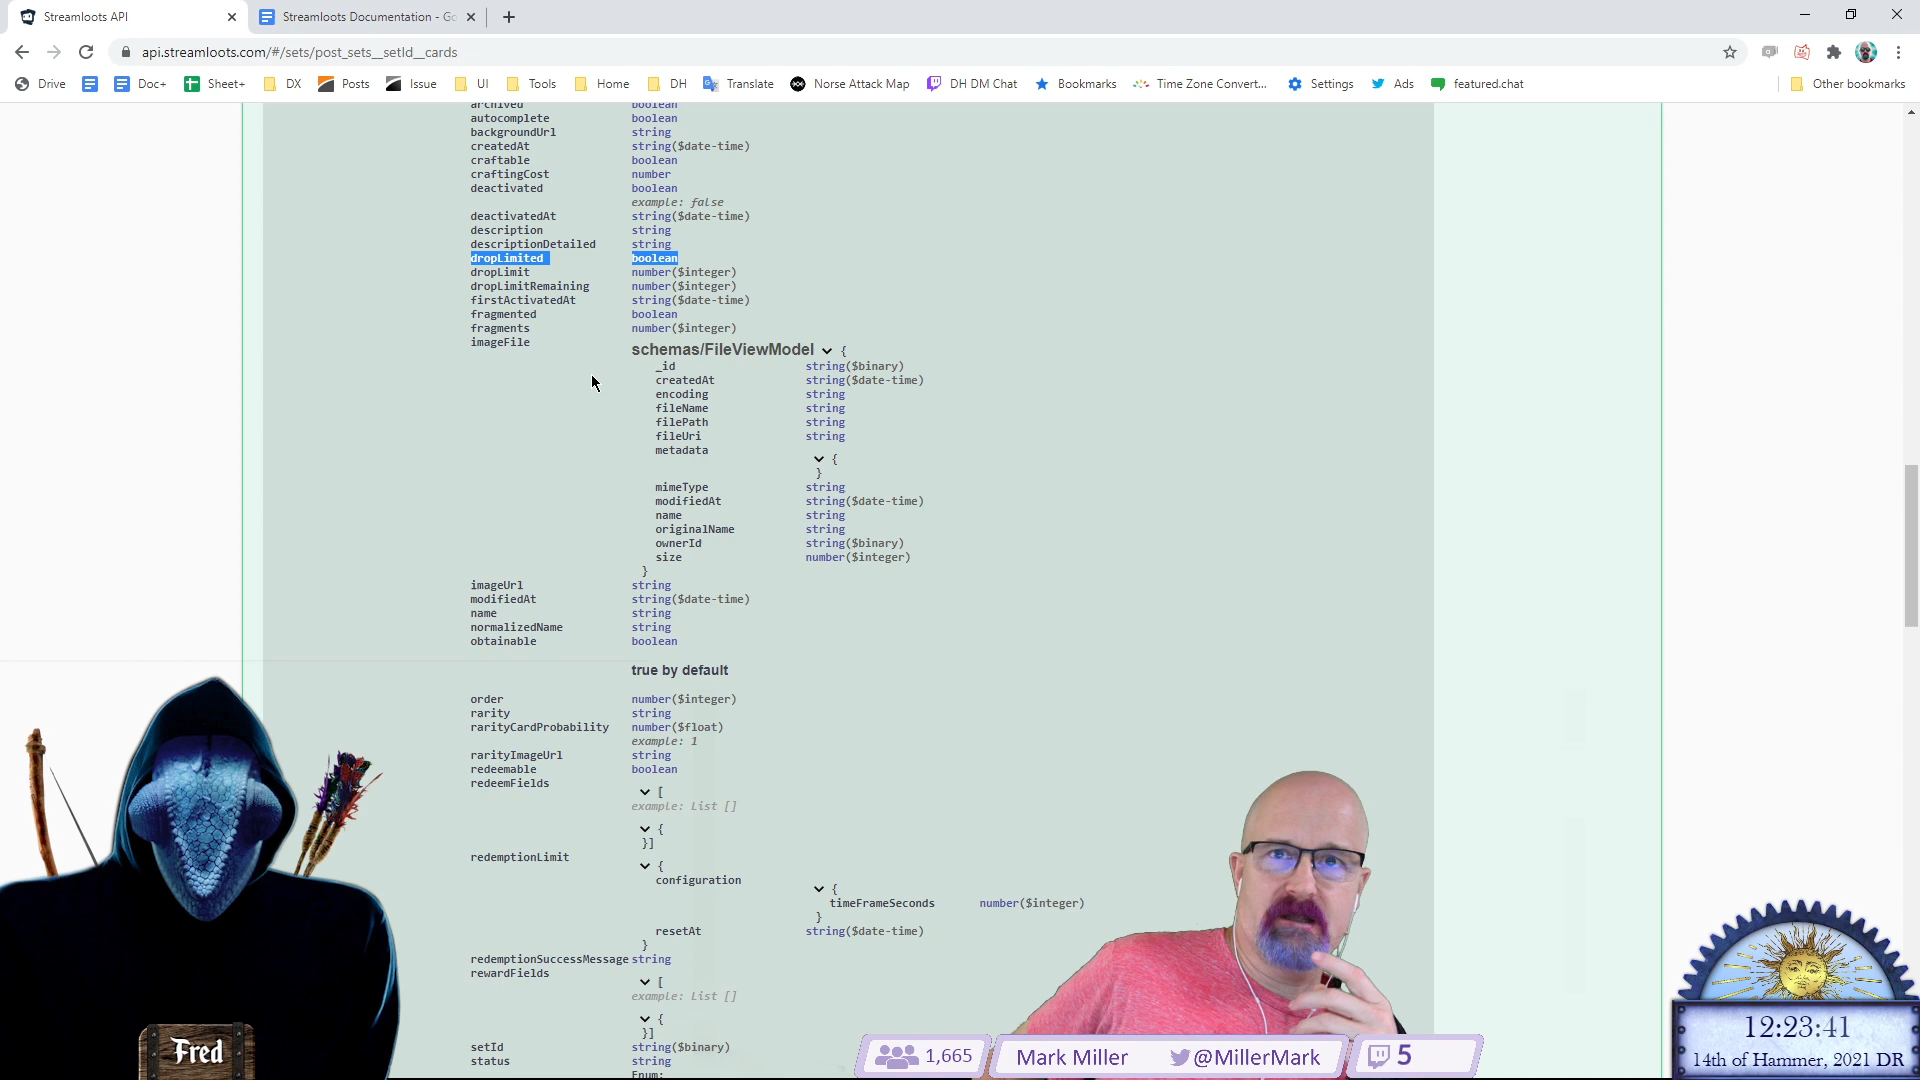 Streamloots API
Streamloots Documentation - Go
api.streamloots.com/#/sets/post_sets__setId__cards
Drive
Doc+
Sheet+
DX
Posts
Issue
UI
Tools
Home
DH
Translate
Norse Attack Map
DH DM Chat
Bookmarks
Time Zone Convert...
Settings
Ads
featured.chat
Other bookmarks
archived boolean
autocomplete boolean
backgroundUrl string
createdAt string($date-time)
craftable boolean
craftingCost number
deactivated boolean
example: false
deactivatedAt string($date-time)
description string
descriptionDetailed string
dropLimited boolean
dropLimit number($integer)
dropLimitRemaining number($integer)
firstActivatedAt string($date-time)
fragmented boolean
fragments number($integer)
imageFile
schemas/FileViewModel {
_id string($binary)
createdAt string($date-time)
encoding string
fileName string
filePath string
fileUri string
metadata
{
}
mimeType string
modifiedAt string($date-time)
name string
originalName string
ownerId string($binary)
size number($integer)
}
imageUrl string
modifiedAt string($date-time)
name string
normalizedName string
obtainable boolean
true by default
order number($integer)
rarity string
rarityCardProbability number($float)
example: 1
rarityImageUrl string
redeemable boolean
redeemFields
[
example: List []
{
}]
redemptionLimit
{
configuration
{
timeFrameSeconds number($integer)
}
resetAt string($date-time)
}
redemptionSuccessMessage string
rewardFields
[
example: List []
{
}]
setId string($binary)
status string
Enum:
Fred
1,665
Mark Miller
@MillerMark
5
12:23:41
14th of Hammer, 2021 DR